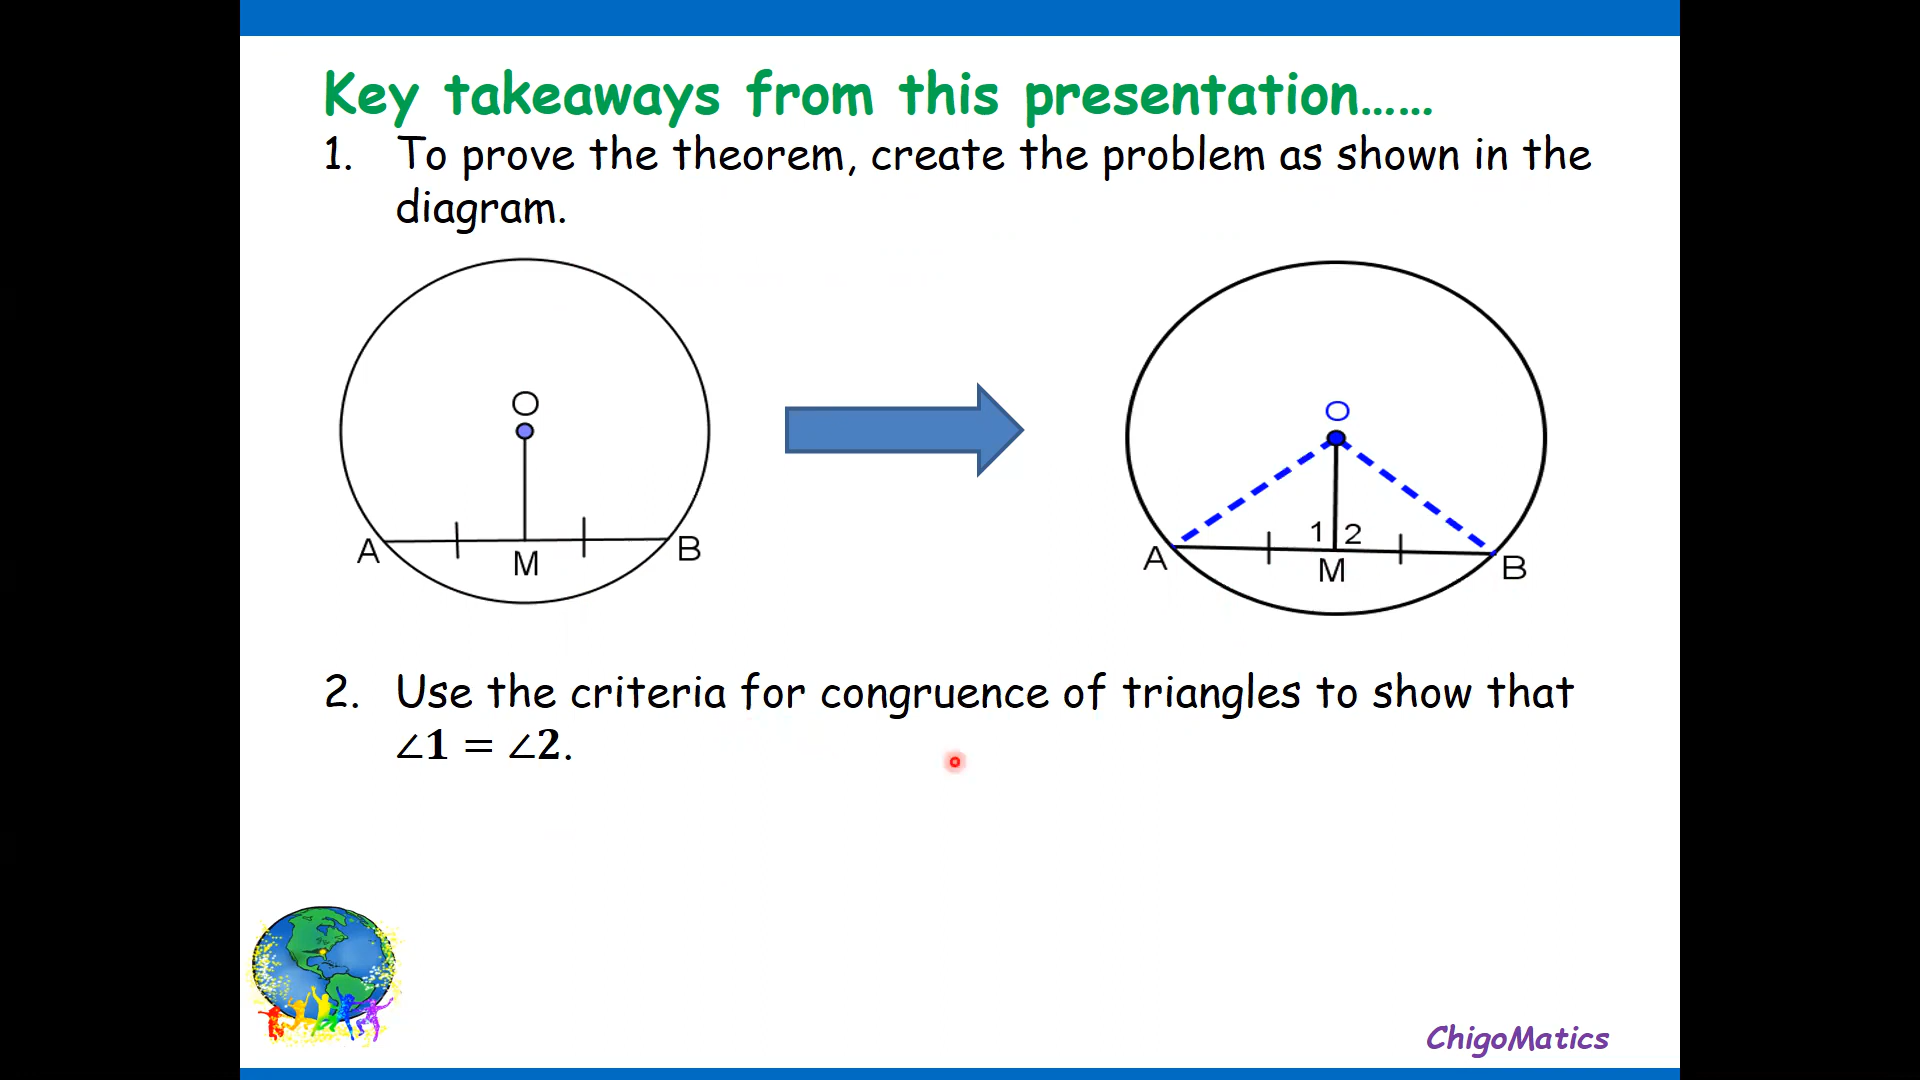 Key takeaways from this presentation……
1. To prove the theorem, create the problem as shown in the
diagram.
O
A
M
B
O
1 2
A
M
B
2. Use the criteria for congruence of triangles to show that
∠1 = ∠2.
ChigoMatics